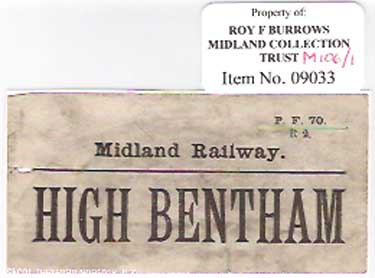 Property of:
ROY F BURROWS
MIDLAND COLLECTION
TRUST M106/1
Item No. 09033
P. F. 70.
R 2.
Midland Railway.
HIGH BENTHAM